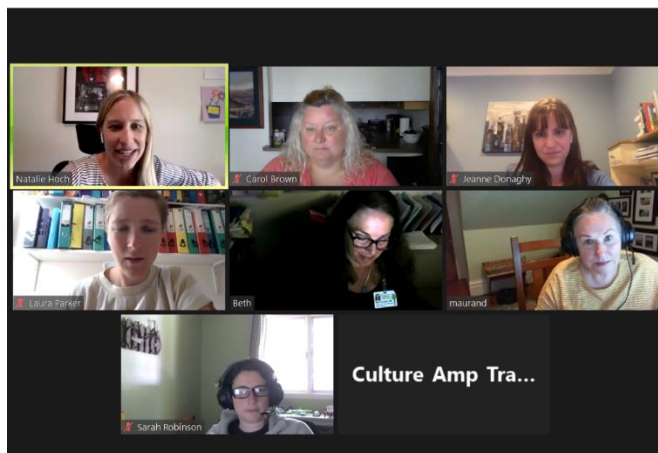 Natalie Hoch
Carol Brown
Jeanne Donaghy
Laura Parker
Beth
maurand
Sarah Robinson
Culture Amp Tra...